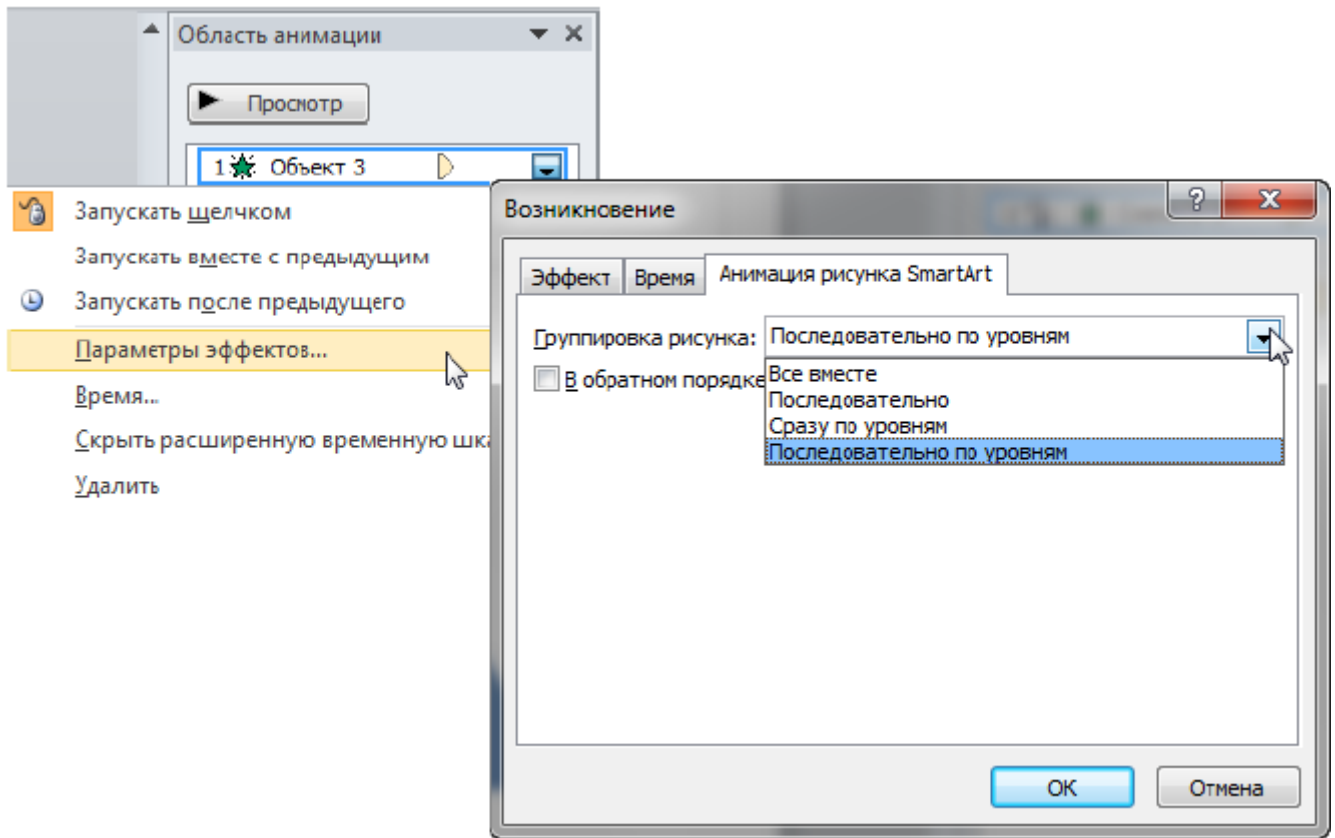 Область анимации
Просмотр
1 Объект 3
Запускать щелчком
Запускать вместе с предыдущим
Запускать после предыдущего
Параметры эффектов...
Время...
Скрыть расширенную временную шка
Удалить
Возникновение
?
Эффект Время Анимация рисунка SmartArt
Группировка рисунка: Последовательно по уровням
В обратном порядке
Все вместе
Последовательно
Сразу по уровням
Последовательно по уровням
ОК Отмена